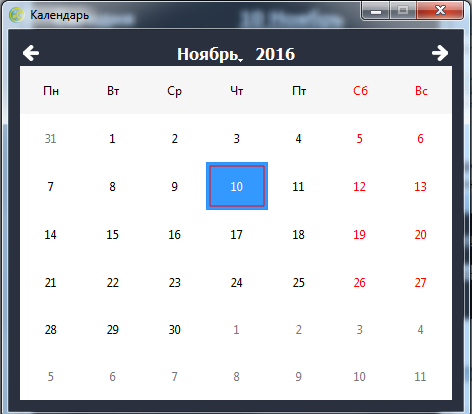 Календарь
10 Ноябрь
Ноябрь 2016
Пн Вт Ср Чт Пт Сб Вс
31 1 2 3 4 5 6
7 8 9 10 11 12 13
14 15 16 17 18 19 20
21 22 23 24 25 26 27
28 29 30 1 2 3 4
5 6 7 8 9 10 11